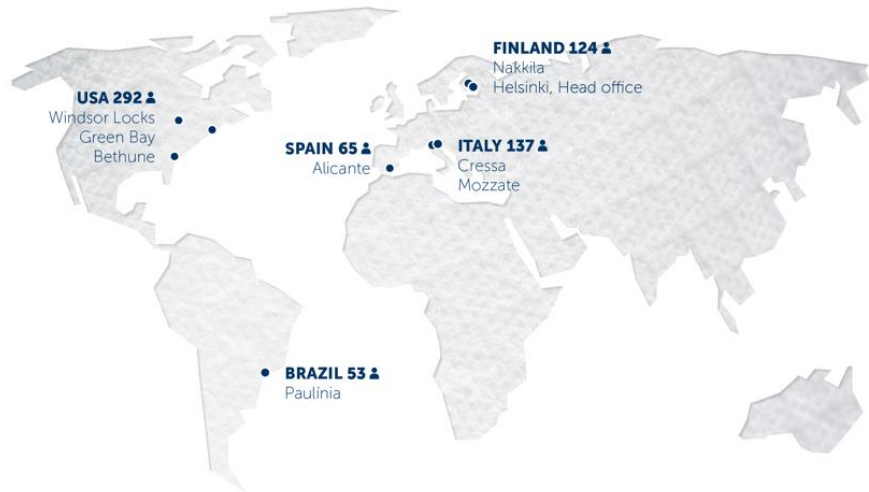 FINLAND 124
Nakkila
Helsinki, Head office
USA 292
Windsor Locks
Green Bay
Bethune
SPAIN 65
Alicante
ITALY 137
Cressa
Mozzate
BRAZIL 53
Paulínia